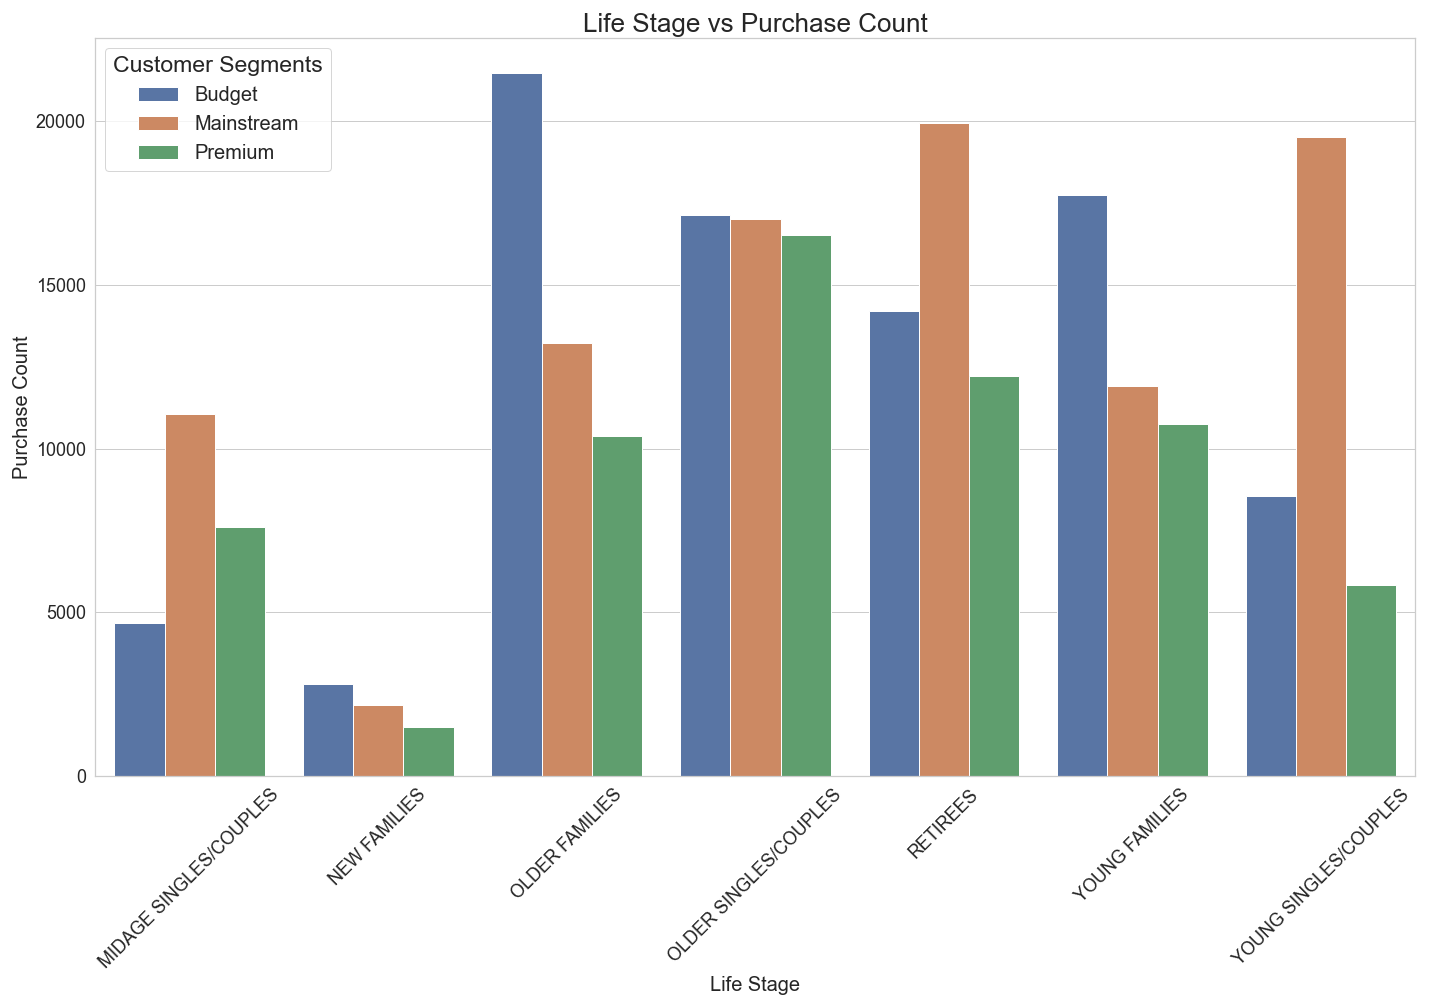 Life Stage vs Purchase Count
Customer Segments
Budget
Mainstream
Premium
20000
15000
10000
5000
0
Purchase Count
MIDAGE SINGLES/COUPLES
NEW FAMILIES
OLDER FAMILIES
OLDER SINGLES/COUPLES
RETIREES
YOUNG FAMILIES
YOUNG SINGLES/COUPLES
Life Stage